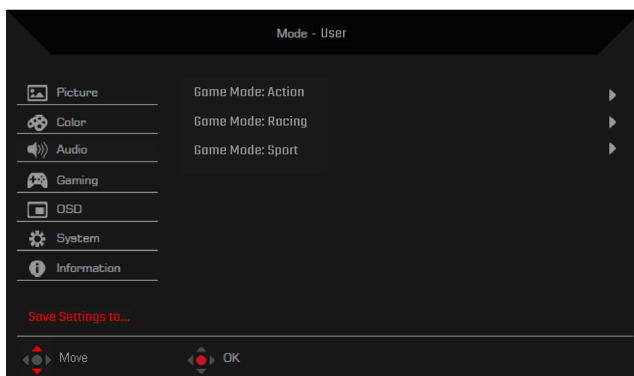 Mode - User
Picture
Color
Audio
Gaming
OSD
System
Information
Save Settings to...
Game Mode: Action
Game Mode: Racing
Game Mode: Sport
Move
OK